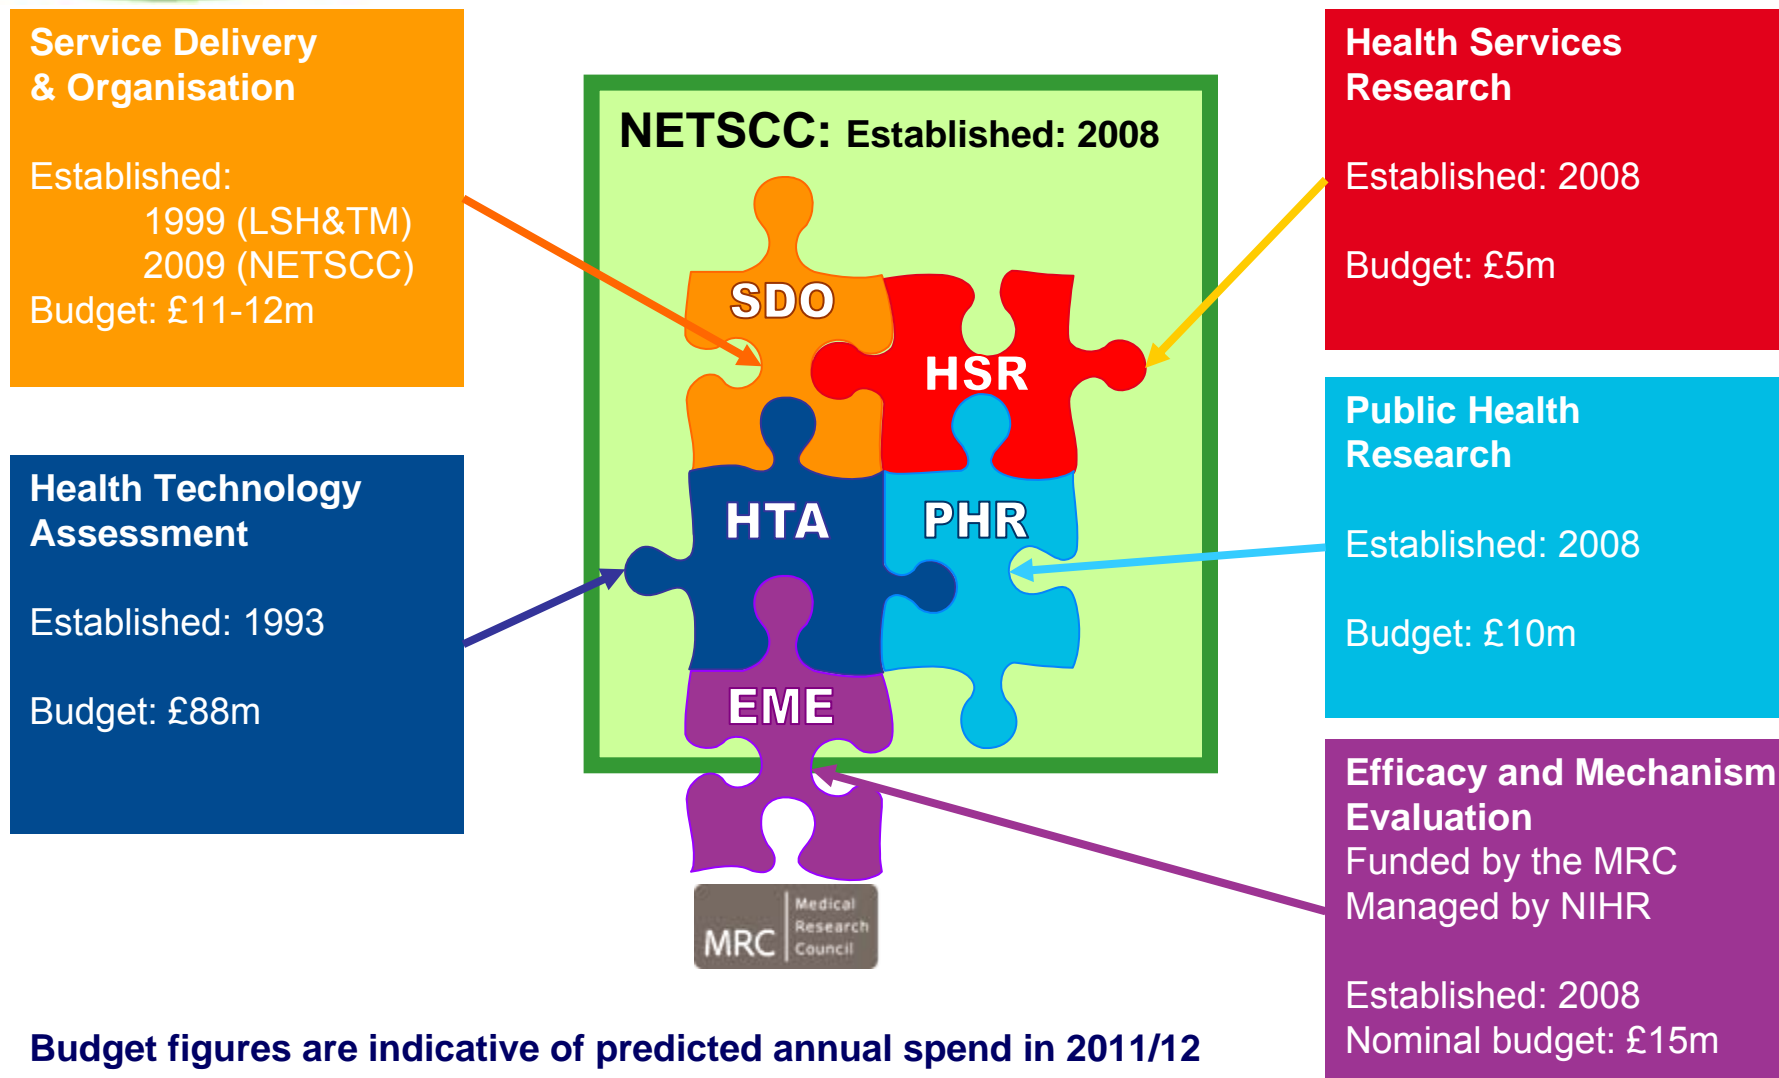 Service Delivery
& Organisation
Established:
1999 (LSH&TM)
2009 (NETSCC)
Budget: £11-12m
Health Technology
Assessment
Established: 1993
Budget: £88m
NETSCC: Established: 2008
SDO
HSR
HTA
PHR
EME
MRC
Medical
Research
Council
Health Services
Research
Established: 2008
Budget: £5m
Public Health
Research
Established: 2008
Budget: £10m
Efficacy and Mechanism
Evaluation
Funded by the MRC
Managed by NIHR
Established: 2008
Nominal budget: £15m
Budget figures are indicative of predicted annual spend in 2011/12